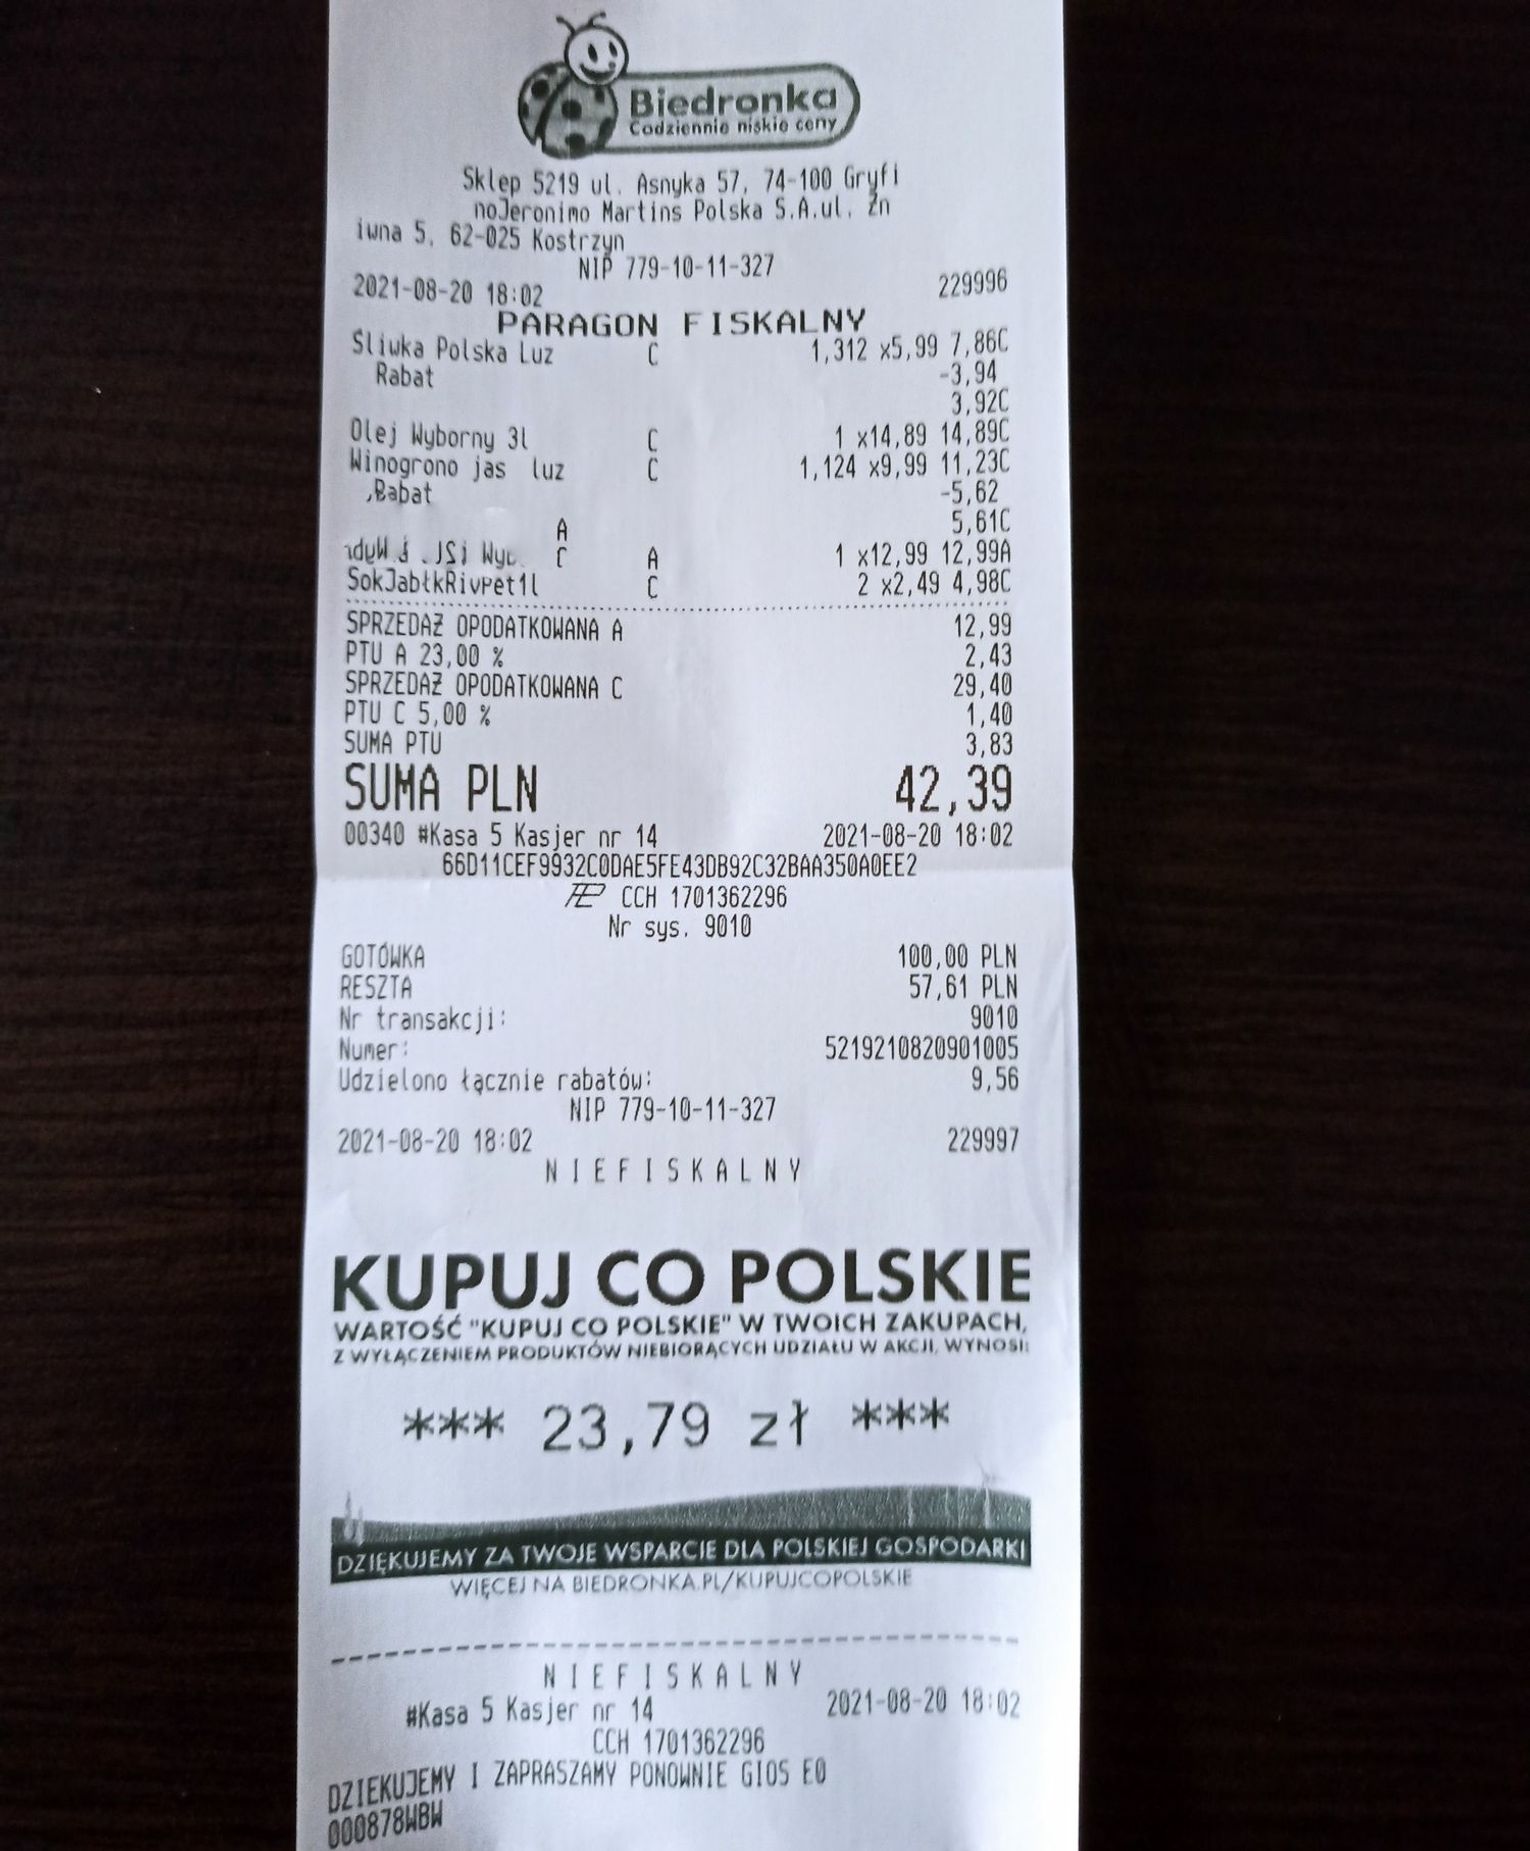 Biedronka
Codziennie niskie ceny
Sklep 5219 ul. Asnyka 57, 74-100 Gryfi
noJeronimo Martins Polska S.A.ul. Żn
iwna 5, 62-025 Kostrzyn
NIP 779-10-11-327
2021-08-20 18:02 229996
PARAGON FISKALNY
Śliwka Polska Luz C 1,312 x5,99 7,86C
Rabat -3,94
3,92C
Olej Wyborny 3l C 1 x14,89 14,89C
Winogrono jas luz C 1,124 x9,99 11,23C
Rabat -5,62
A 5,61C
C A 1 x12,99 12,99A
SokJabłkRivPet1l C 2 x2,49 4,98C
SPRZEDAŻ OPODATKOWANA A 12,99
PTU A 23,00 % 2,43
SPRZEDAŻ OPODATKOWANA C 29,40
PTU C 5,00 % 1,40
SUMA PTU 3,83
SUMA PLN 42,39
00340 #Kasa 5 Kasjer nr 14 2021-08-20 18:02
66D11CEF9932C0DAE5FE43DB92C32BAA350A0EE2
CCH 1701362296
Nr sys. 9010
GOTÓWKA 100,00 PLN
RESZTA 57,61 PLN
Nr transakcji: 9010
Numer: 5219210820901005
Udzielono łącznie rabatów: 9,56
NIP 779-10-11-327
2021-08-20 18:02 229997
NIEFISKALNY
KUPUJ CO POLSKIE
WARTOŚĆ "KUPUJ CO POLSKIE" W TWOICH ZAKUPACH,
Z WYŁĄCZENIEM PRODUKTÓW NIEBIORĄCYCH UDZIAŁU W AKCJI, WYNOSI:
*** 23,79 zł ***
DZIĘKUJEMY ZA TWOJE WSPARCIE DLA POLSKIEJ GOSPODARKI
WIĘCEJ NA BIEDRONKA.PL/KUPUJCOPOLSKIE
NIEFISKALNY
#Kasa 5 Kasjer nr 14 2021-08-20 18:02
CCH 1701362296
DZIEKUJEMY I ZAPRASZAMY PONOWNIE GIOS E0
000878WBW